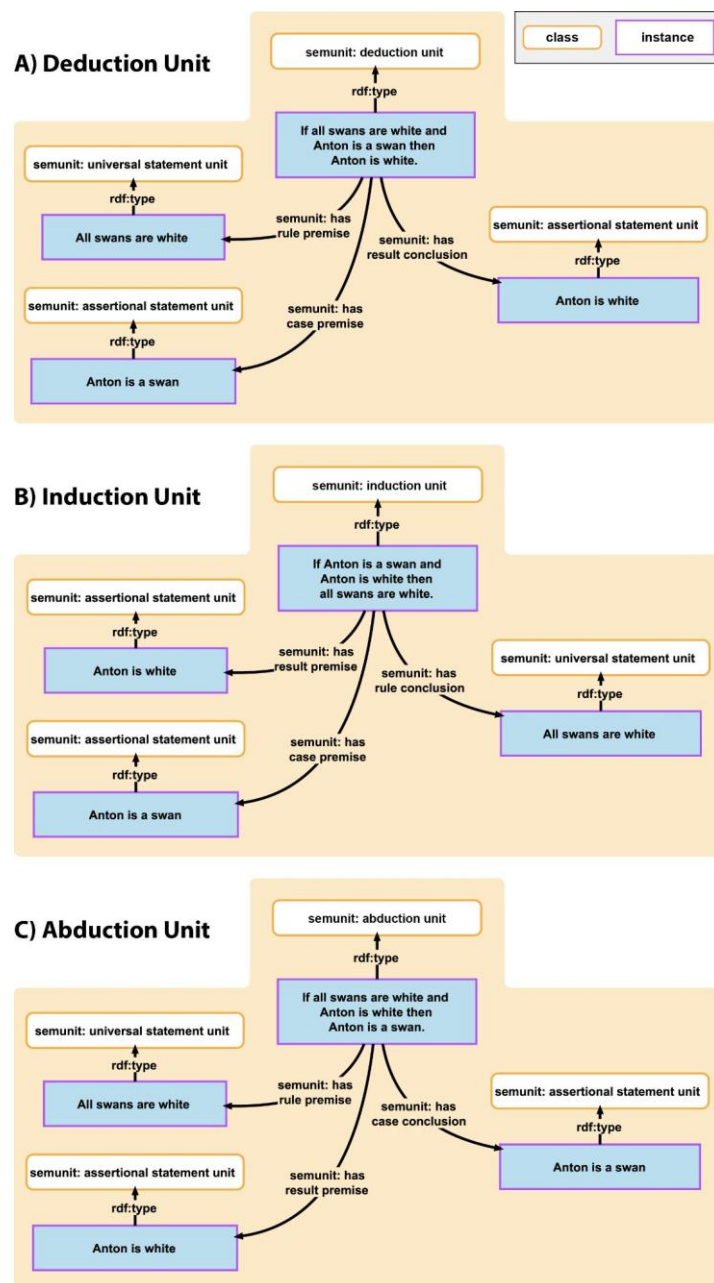 class
instance
A) Deduction Unit
semunit: deduction unit
rdf:type
If all swans are white and
Anton is a swan then
Anton is white.
semunit: universal statement unit
rdf:type
All swans are white
semunit: has
rule premise
semunit: has
result conclusion
semunit: assertional statement unit
rdf:type
Anton is white
semunit: assertional statement unit
rdf:type
Anton is a swan
semunit: has
case premise
B) Induction Unit
semunit: induction unit
rdf:type
If Anton is a swan and
Anton is white then
all swans are white.
semunit: assertional statement unit
rdf:type
Anton is white
semunit: has
result premise
semunit: has
rule conclusion
semunit: universal statement unit
rdf:type
All swans are white
semunit: assertional statement unit
rdf:type
Anton is a swan
semunit: has
case premise
C) Abduction Unit
semunit: abduction unit
rdf:type
If all swans are white and
Anton is white then
Anton is a swan.
semunit: universal statement unit
rdf:type
All swans are white
semunit: has
rule premise
semunit: has
case conclusion
semunit: assertional statement unit
rdf:type
Anton is a swan
semunit: assertional statement unit
rdf:type
Anton is white
semunit: has
result premise